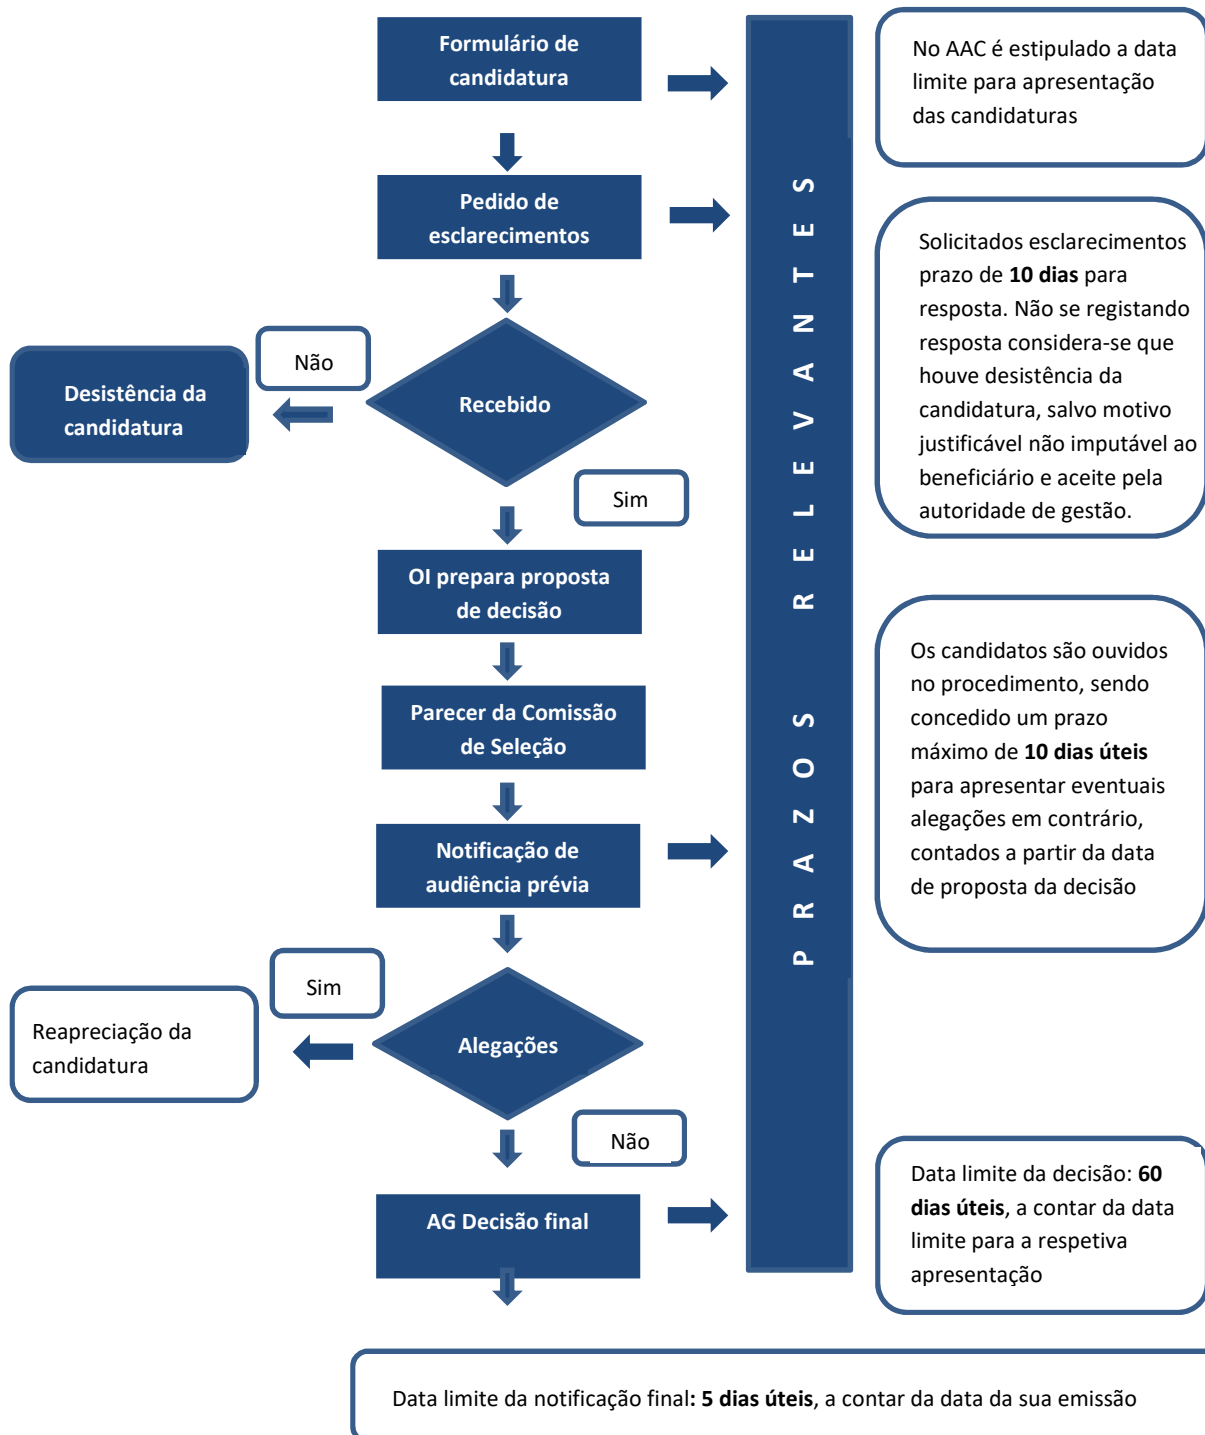 Formulário de
candidatura
No AAC é estipulado a data
limite para apresentação
das candidaturas
Pedido de
esclarecimentos
Solicitados esclarecimentos
prazo de 10 dias para
resposta. Não se registando
resposta considera-se que
houve desistência da
candidatura, salvo motivo
justificável não imputável ao
beneficiário e aceite pela
autoridade de gestão.
Não
Desistência da
candidatura
Recebido
Sim
OI prepara proposta
de decisão
Parecer da Comissão
de Seleção
Notificação de
audiência prévia
Os candidatos são ouvidos
no procedimento, sendo
concedido um prazo
máximo de 10 dias úteis
para apresentar eventuais
alegações em contrário,
contados a partir da data
de proposta da decisão
PRAZOS RELEVANTES
Sim
Reapreciação da
candidatura
Alegações
Não
AG Decisão final
Data limite da decisão: 60
dias úteis, a contar da data
limite para a respetiva
apresentação
Data limite da notificação final: 5 dias úteis, a contar da data da sua emissão